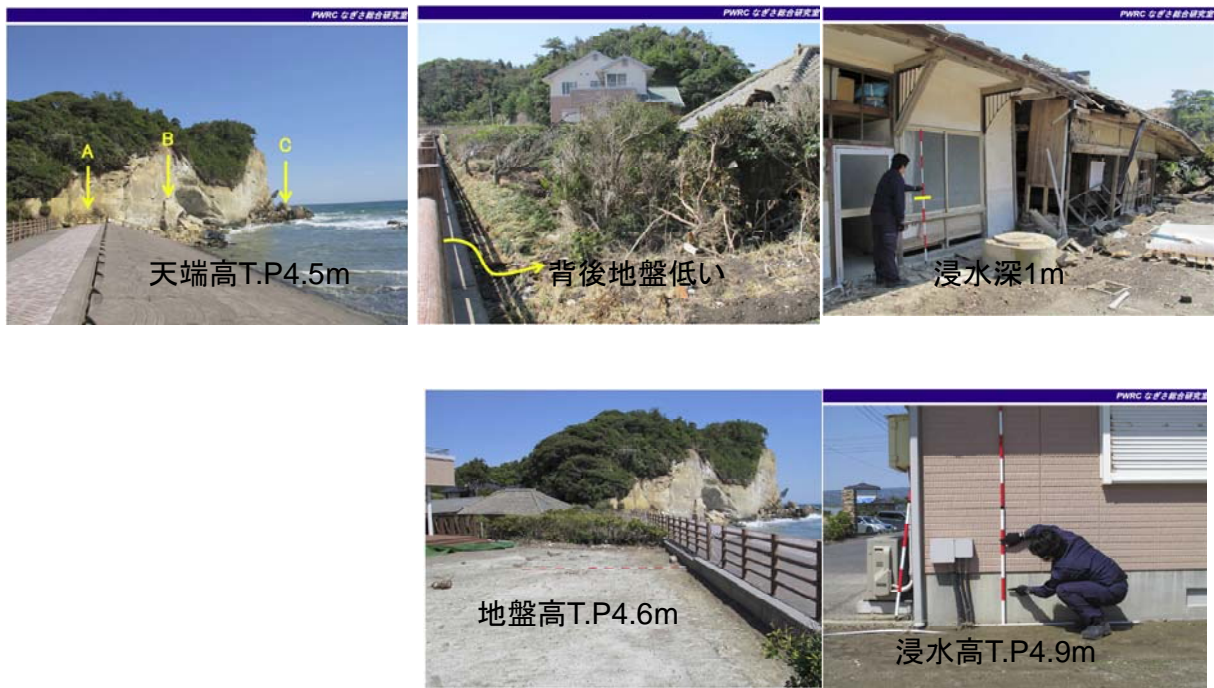 PWRC なぎさ総合研究室
PWRC なぎさ総合研究室
PWRC なぎさ総合研究室
A
B
C
天端高T.P4.5m
背後地盤低い
浸水深1m
PWRC なぎさ総合研究室
地盤高T.P4.6m
浸水高T.P4.9m